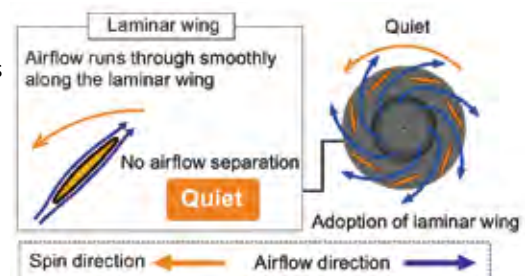 Laminar wing
Airflow runs through smoothly
along the laminar wing
No airflow separation
Quiet
Quiet
Adoption of laminar wing
Spin direction
Airflow direction